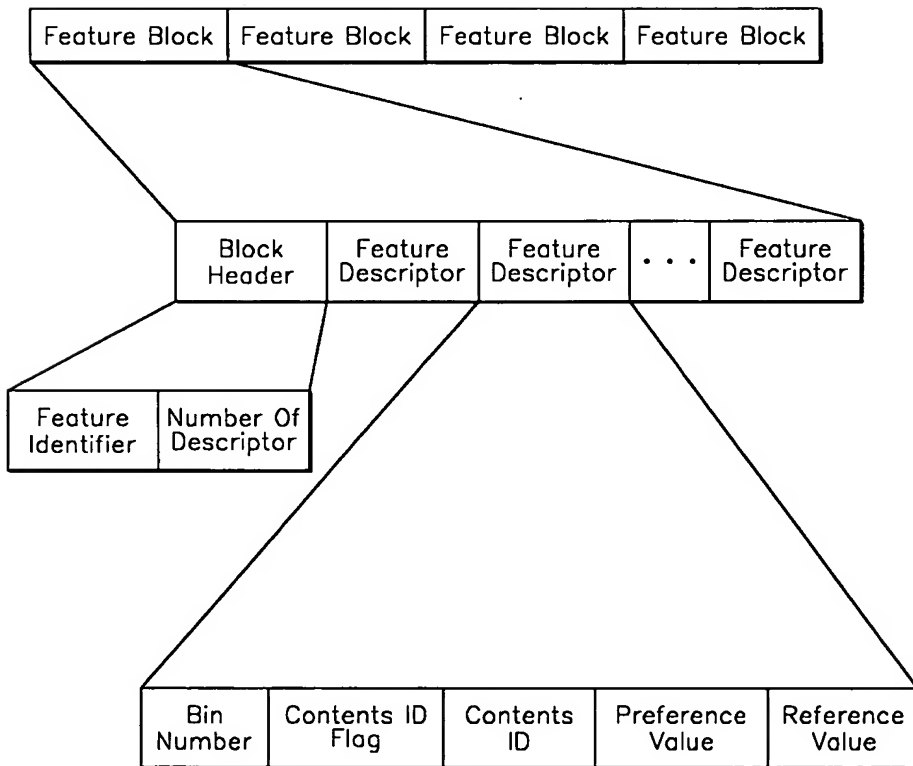 Feature Block Feature Block Feature Block Feature Block
Block Header
Feature Descriptor
Feature Descriptor
...
Feature Descriptor
Feature Identifier
Number Of Descriptor
Bin Number
Contents ID Flag
Contents ID
Preference Value
Reference Value